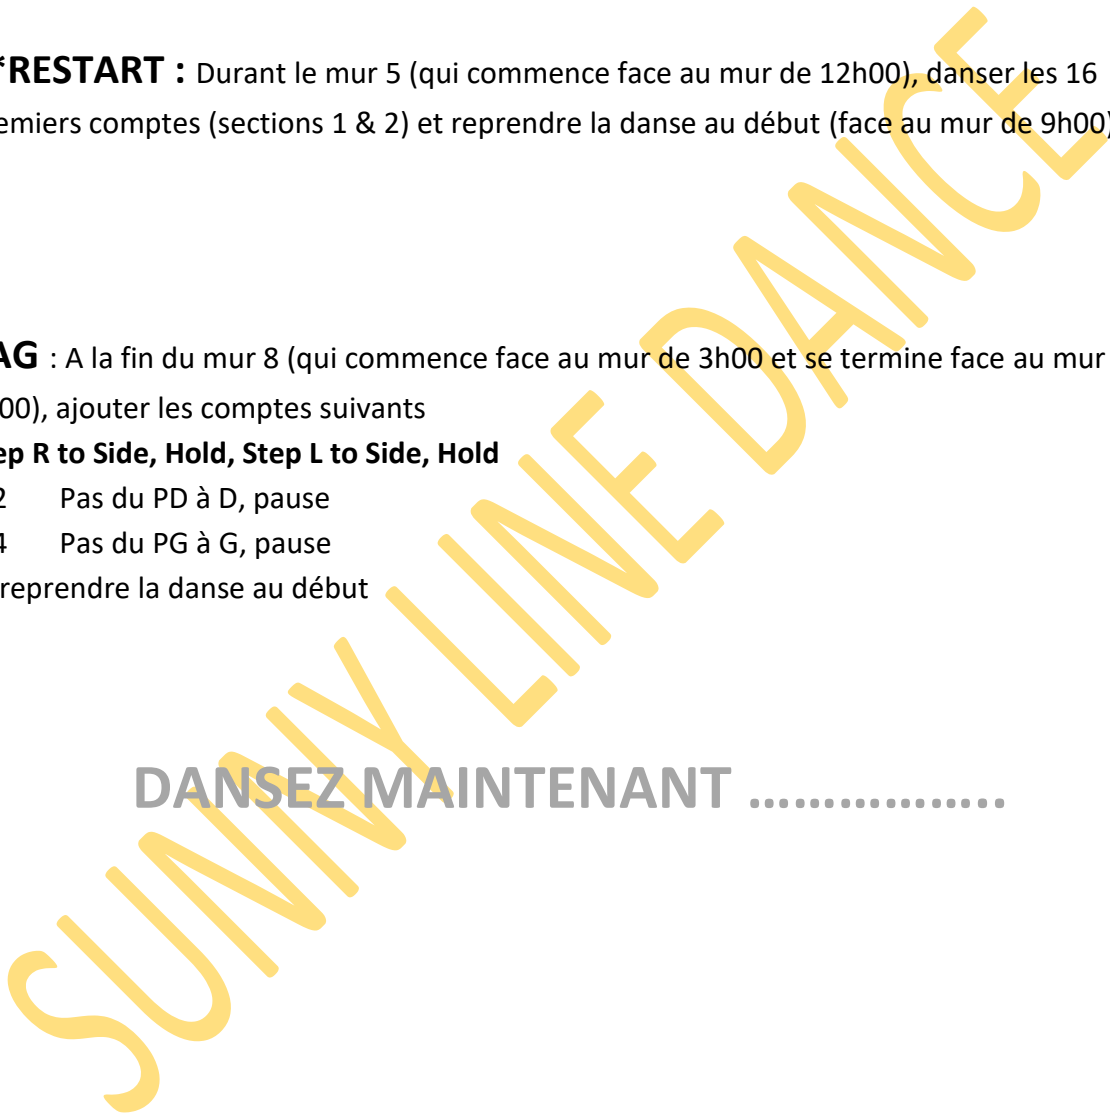 *RESTART : Durant le mur 5 (qui commence face au mur de 12h00), danser les 16
emiers comptes (sections 1 & 2) et reprendre la danse au début (face au mur de 9h00)
AG : A la fin du mur 8 (qui commence face au mur de 3h00 et se termine face au mur
00), ajouter les comptes suivants
ep R to Side, Hold, Step L to Side, Hold
2 Pas du PD à D, pause
4 Pas du PG à G, pause
reprendre la danse au début
DANSEZ MAINTENANT ……………..
SUNNY LINE DANCE